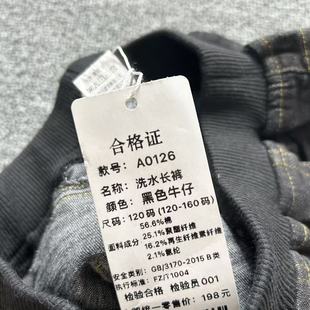 合格证
款号: A0126
名称: 洗水长裤
颜色: 黑色牛仔
尺码: 120码 (120-160码)
56.6%棉
面料成分 25.1%聚酯纤维
16.2%再生纤维素纤维
2.1%氨纶
安全类别: GB/3170-2015 B类
执行标准: FZ/T1004
检验合格 检验员001
统一零售价: 198元